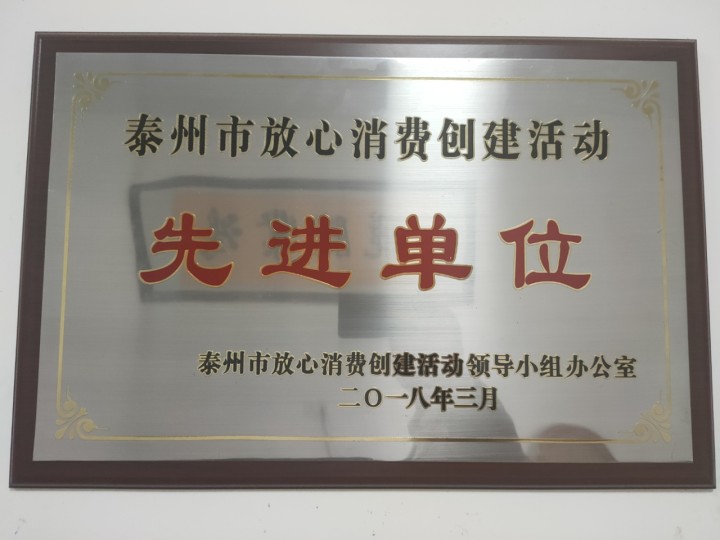 泰州市放心消费创建活动
先进单位
泰州市放心消费创建活动领导小组办公室
二〇一八年三月